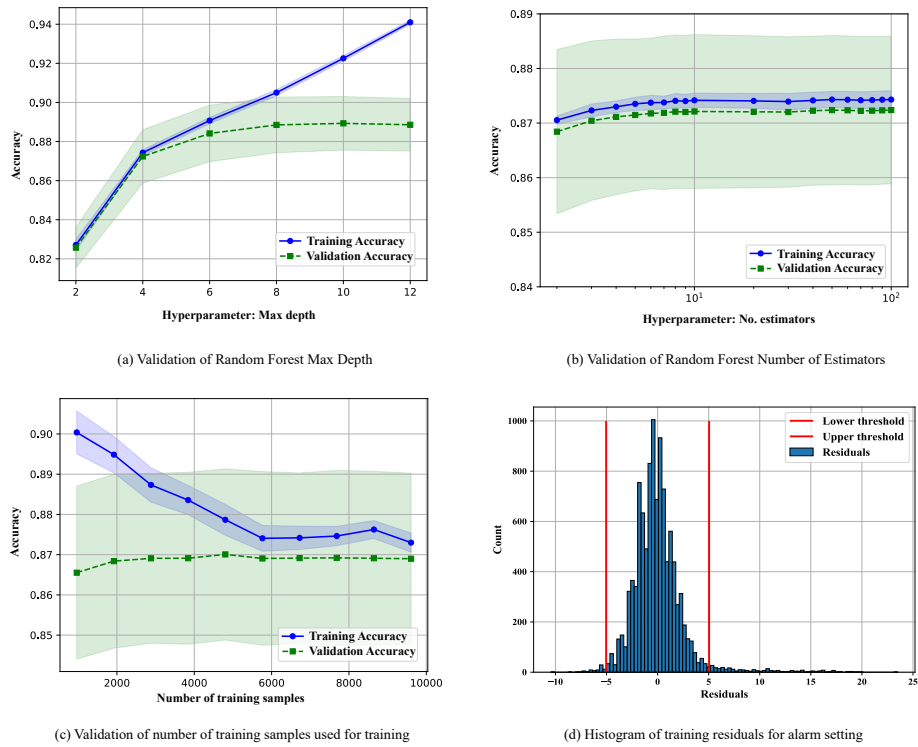 0.94
0.92
0.90
0.88
0.86
0.84
0.82
Accuracy
Training Accuracy
Validation Accuracy
2 4 6 8 10 12
Hyperparameter: Max depth
(a) Validation of Random Forest Max Depth
0.89
0.88
0.87
0.86
0.85
0.84
Accuracy
Training Accuracy
Validation Accuracy
10¹ 10²
Hyperparameter: No. estimators
(b) Validation of Random Forest Number of Estimators
0.90
0.89
0.88
0.87
0.86
0.85
Accuracy
Training Accuracy
Validation Accuracy
2000 4000 6000 8000 10000
Number of training samples
(c) Validation of number of training samples used for training
1000
800
600
400
200
0
Count
Lower threshold
Upper threshold
Residuals
−10 −5 0 5 10 15 20 25
Residuals
(d) Histogram of training residuals for alarm setting